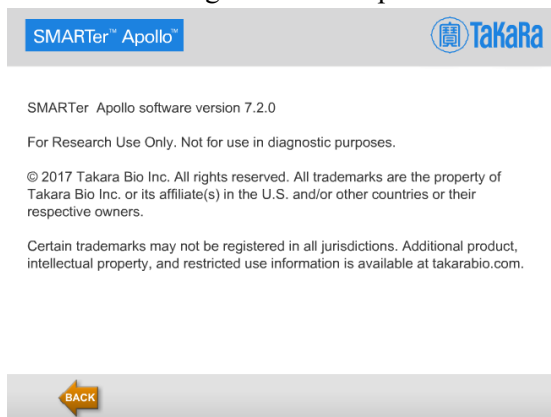 SMARTer™ Apollo™
寶 TaKaRa
SMARTer Apollo software version 7.2.0
For Research Use Only. Not for use in diagnostic purposes.
© 2017 Takara Bio Inc. All rights reserved. All trademarks are the property of
Takara Bio Inc. or its affiliate(s) in the U.S. and/or other countries or their
respective owners.
Certain trademarks may not be registered in all jurisdictions. Additional product,
intellectual property, and restricted use information is available at takarabio.com.
BACK